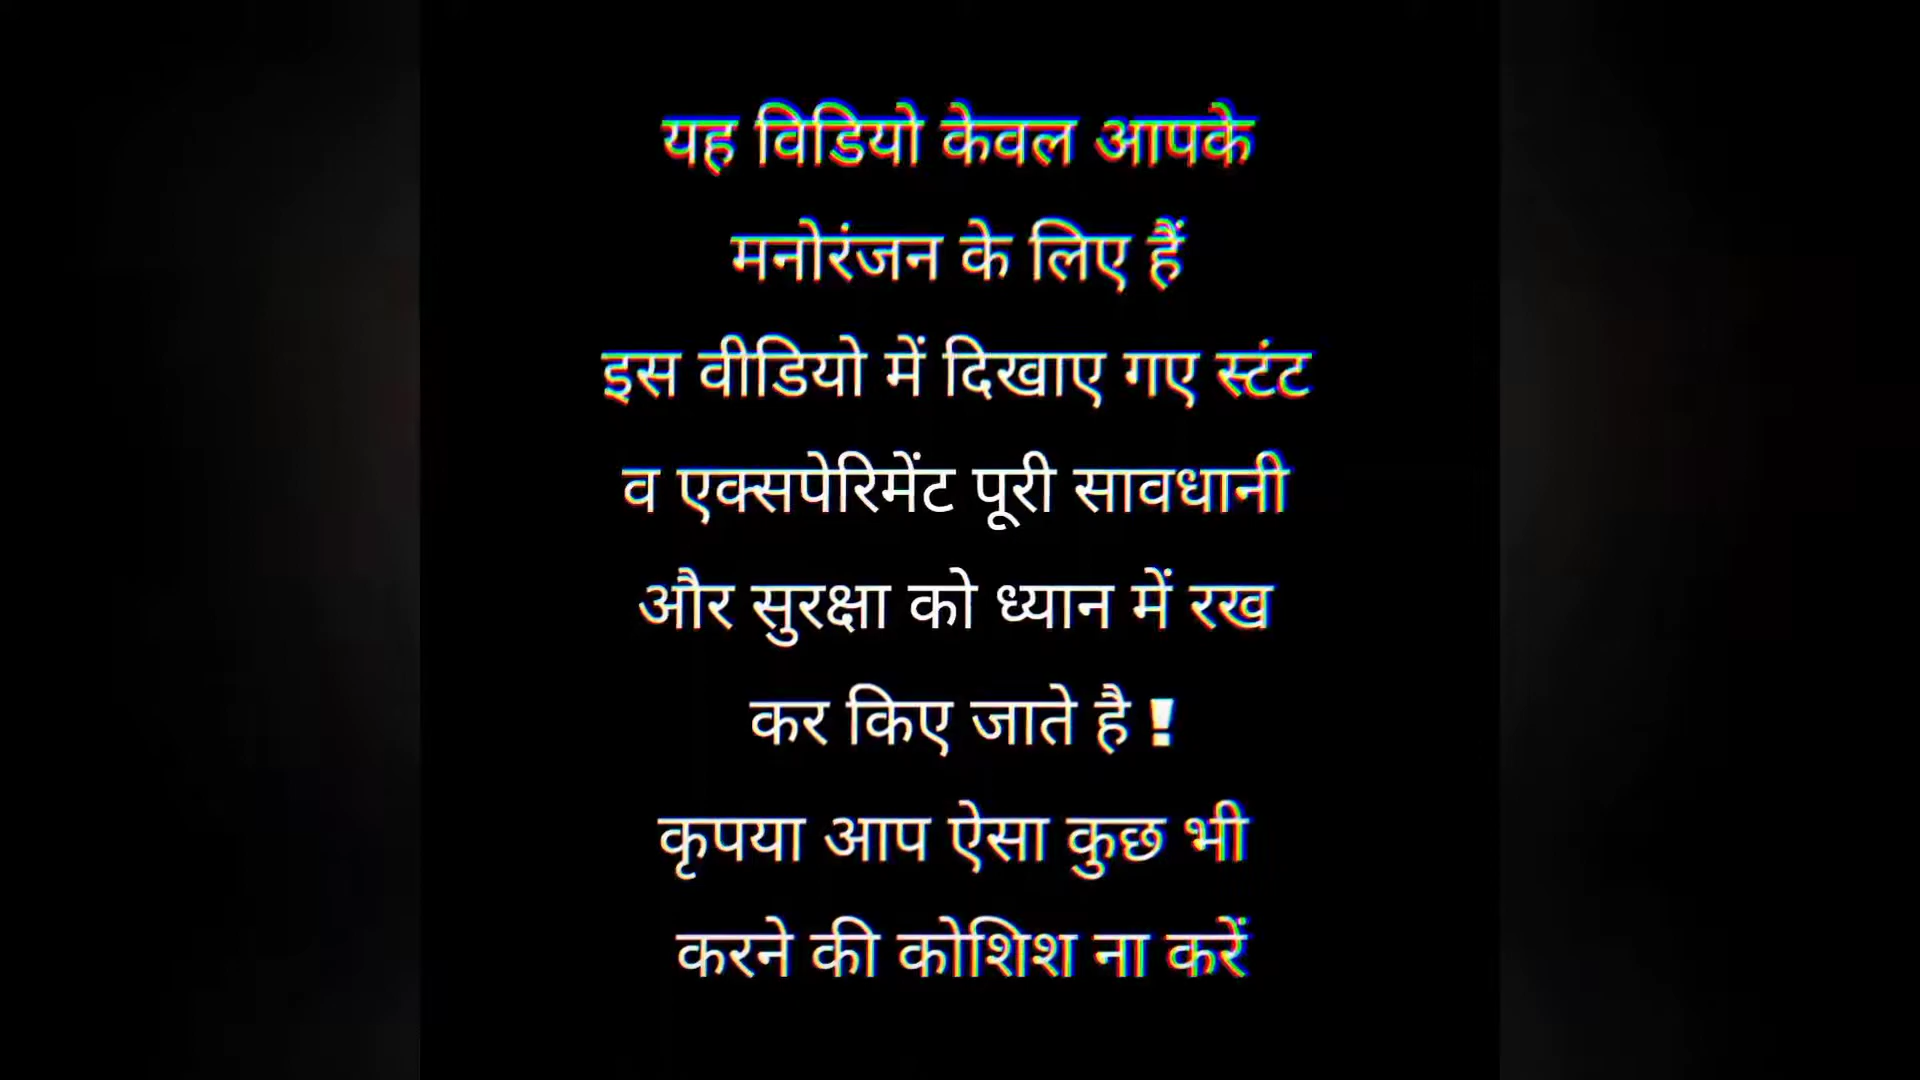 यह विडियो केवल आपके
मनोरंजन के लिए हैं
इस वीडियो में दिखाए गए स्टंट
व एक्सपेरिमेंट पूरी सावधानी
और सुरक्षा को ध्यान में रख
कर किए जाते है !
कृपया आप ऐसा कुछ भी
करने की कोशिश ना करें